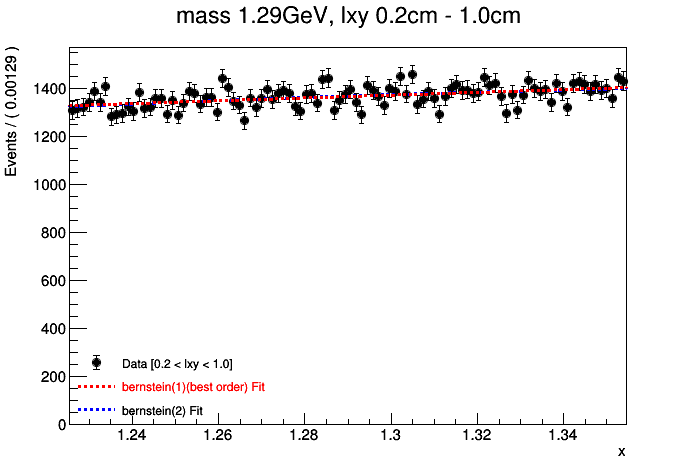 mass 1.29GeV, lxy 0.2cm - 1.0cm
Events / ( 0.00129 )
1400
1200
1000
800
600
400
200
0
Data [0.2 < lxy < 1.0]
bernstein(1)(best order) Fit
bernstein(2) Fit
1.24 1.26 1.28 1.3 1.32 1.34
x